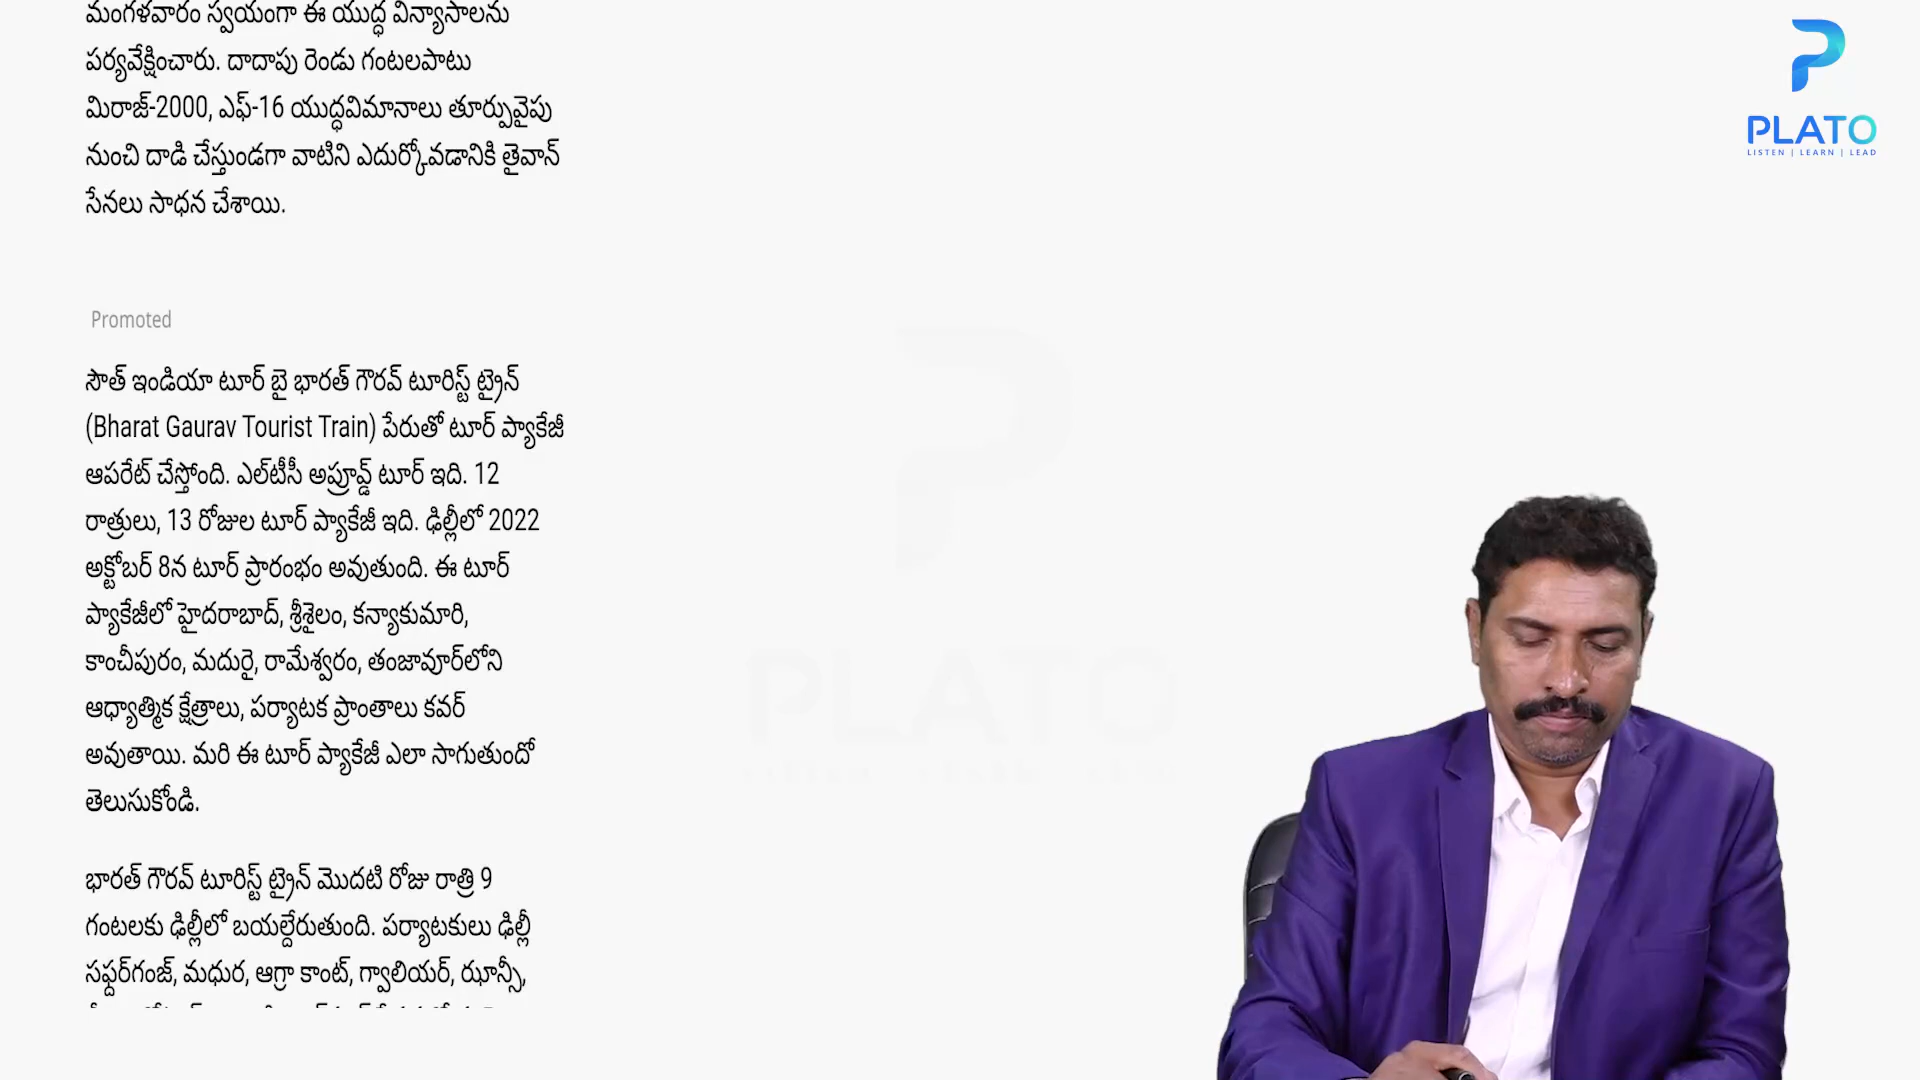 మంగళవారం స్వయంగా ఈ యుద్ధ విన్యాసాలను
పర్యవేక్షించారు. దాదాపు రెండు గంటలపాటు
మిరాజ్-2000, ఎఫ్-16 యుద్ధవిమానాలు తూర్పువైపు
నుంచి దాడి చేస్తుండగా వాటిని ఎదుర్కోవడానికి తైవాన్
సేనలు సాధన చేశాయి.
Promoted
సౌత్ ఇండియా టూర్ బై భారత్ గౌరవ్ టూరిస్ట్ ట్రైన్
(Bharat Gaurav Tourist Train) పేరుతో టూర్ ప్యాకేజీ
ఆపరేట్ చేస్తోంది. ఎల్‌టీసీ అప్రూవ్డ్ టూర్ ఇది. 12
రాత్రులు, 13 రోజుల టూర్ ప్యాకేజీ ఇది. ఢిల్లీలో 2022
అక్టోబర్ 8న టూర్ ప్రారంభం అవుతుంది. ఈ టూర్
ప్యాకేజీలో హైదరాబాద్, శ్రీశైలం, కన్యాకుమారి,
కాంచీపురం, మదురై, రామేశ్వరం, తంజావూర్‌లోని
ఆధ్యాత్మిక క్షేత్రాలు, పర్యాటక ప్రాంతాలు కవర్
అవుతాయి. మరి ఈ టూర్ ప్యాకేజీ ఎలా సాగుతుందో
తెలుసుకోండి.
భారత్ గౌరవ్ టూరిస్ట్ ట్రైన్ మొదటి రోజు రాత్రి 9
గంటలకు ఢిల్లీలో బయల్దేరుతుంది. పర్యాటకులు ఢిల్లీ
సఫ్దర్‌గంజ్, మధుర, ఆగ్రా కాంట్, గ్వాలియర్, ఝాన్సీ,
PLATO
LISTEN | LEARN | LEAD
PLATO